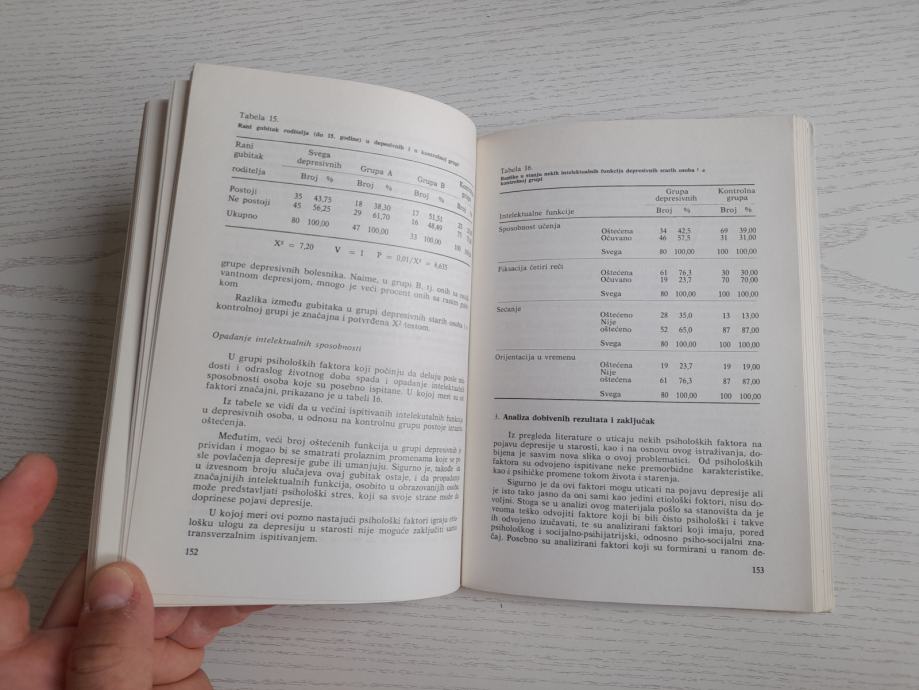 Tabela 15.
Rani gubitak roditelja (do 15. godine) u depresivnih i u kontrolnoj grupi
Rani gubitak roditelja Svega depresivnih Grupa A Grupa B
Broj % Broj % Broj %
Postoji 35 43,75 18 38,30 17 51,51
Ne postoji 45 56,25 29 61,70 16 48,49
Ukupno 80 100,00 47 100,00 33 100,00
X² = 7,20 V = 1 P = 0,01/X² = 6,635
grupe depresivnih bolesnika. Naime, u grupi B, tj. onih sa
vantnom depresijom, mnogo je veći procent onih sa ranim
kom
Razlika između gubitaka u grupi depresivnih starih osoba i u
kontrolnoj grupi je značajna i potvrđena X² testom.
Opadanje intelektualnih sposobnosti
U grupi psiholoških faktora koji počinju da deluju posle
dosti i odraslog životnog doba spada i opadanje intelektualnih
sposobnosti osoba koje su posebno ispitane. U kojoj meri su ovi
faktori značajni, prikazano je u tabeli 16.
Iz tabele se vidi da u većini ispitivanih intelekutalnih funkcija
u depresivnih osoba, u odnosu na kontrolnu grupu postoje
oštećenja.
Međutim, veći broj oštećenih funkcija u grupi depresivnih je
prividan i mogao bi se smatrati prolaznim promenama koje se po-
sle povlačenja depresije gube ili umanjuju. Sigurno je, takođe da
u izvesnom broju slučajeva ovaj gubitak ostaje, i da propadanje
značajnijih intelektualnih funkcija, osobito u obrazovanijih osoba,
može predstavljati psihološki stres, koji sa svoje strane može da
doprinese pojavi depresije.
U kojoj meri ovi pozno nastajući psihološki faktori igraju
lošku ulogu za depresiju u starosti nije moguće zaključiti samo
transverzalnim ispitivanjem.
152
Tabela 16.
Razlike u stanju nekih intelektualnih funkcija depresivnih starih osoba i a
kontrolnoj grupi
Grupa depresivnih Kontrolna grupa
Intelektualne funkcije Broj % Broj %
Sposobnost učenja
Oštećeno 34 42,5 69 39,00
Očuvano 46 57,5 31 31,00
Svega 80 100,00 100 100,00
Fiksacija četiri reči
Oštećena 61 76,3 30 30,00
Očuvana 19 23,7 70 70,00
Svega 80 100,00 100 100,00
Sećanje
Oštećeno 28 35,0 13 13,00
Nije
oštećeno 52 65,0 87 87,00
Svega 80 100,00 100 100,00
Orijentacija u vremenu
Oštećena 19 23,7 19 19,00
Nije
oštećena 61 76,3 87 87,00
Svega 80 100,00 100 100,00
3. Analiza dobivenih rezultata i zaključak
Iz pregleda literature o uticaju nekih psiholoških faktora na
pojavu depresije u starosti, kao i na osnovu ovog istraživanja, do-
bijena je sasvim nova slika o ovoj problematici. Od psiholoških
faktora su odvojeno ispitivane neke premorbidne karakteristike,
kao i psihičke promene tokom života i starenja.
Sigurno je da ovi faktori mogu uticati na pojavu depresije ali
je isto tako jasno da oni sami kao jedini etiološki foktori, nisu do-
voljni. Stoga se u analizi ovog materijala pošlo sa stanovišta da je
veoma teško odvojiti faktore koji bi bili čisto psihološki i takve
ih odvojeno izučavati, te su analizirani faktori koji imaju, pored
psihološkog i socijalno-psihijatrijski, odnosno psiho-socijalni zna-
čaj. Posebno su analizirani faktori koji su formirani u ranom de-
153